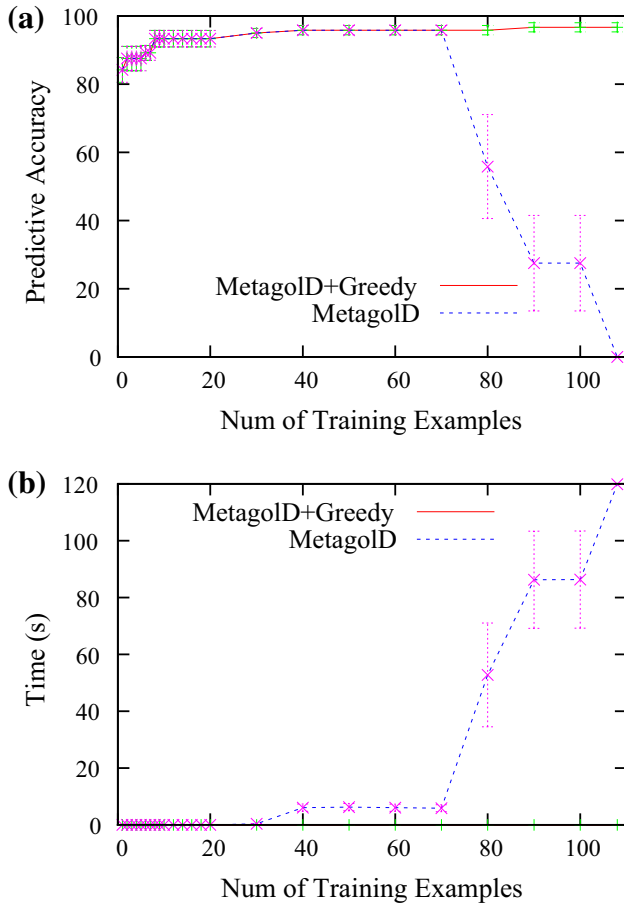 (a)
100
80
60
40
20
0
Predictive Accuracy
MetagolD+Greedy
MetagolD
0 20 40 60 80 100
Num of Training Examples
(b)
120
100
80
60
40
20
0
Time (s)
MetagolD+Greedy
MetagolD
0 20 40 60 80 100
Num of Training Examples